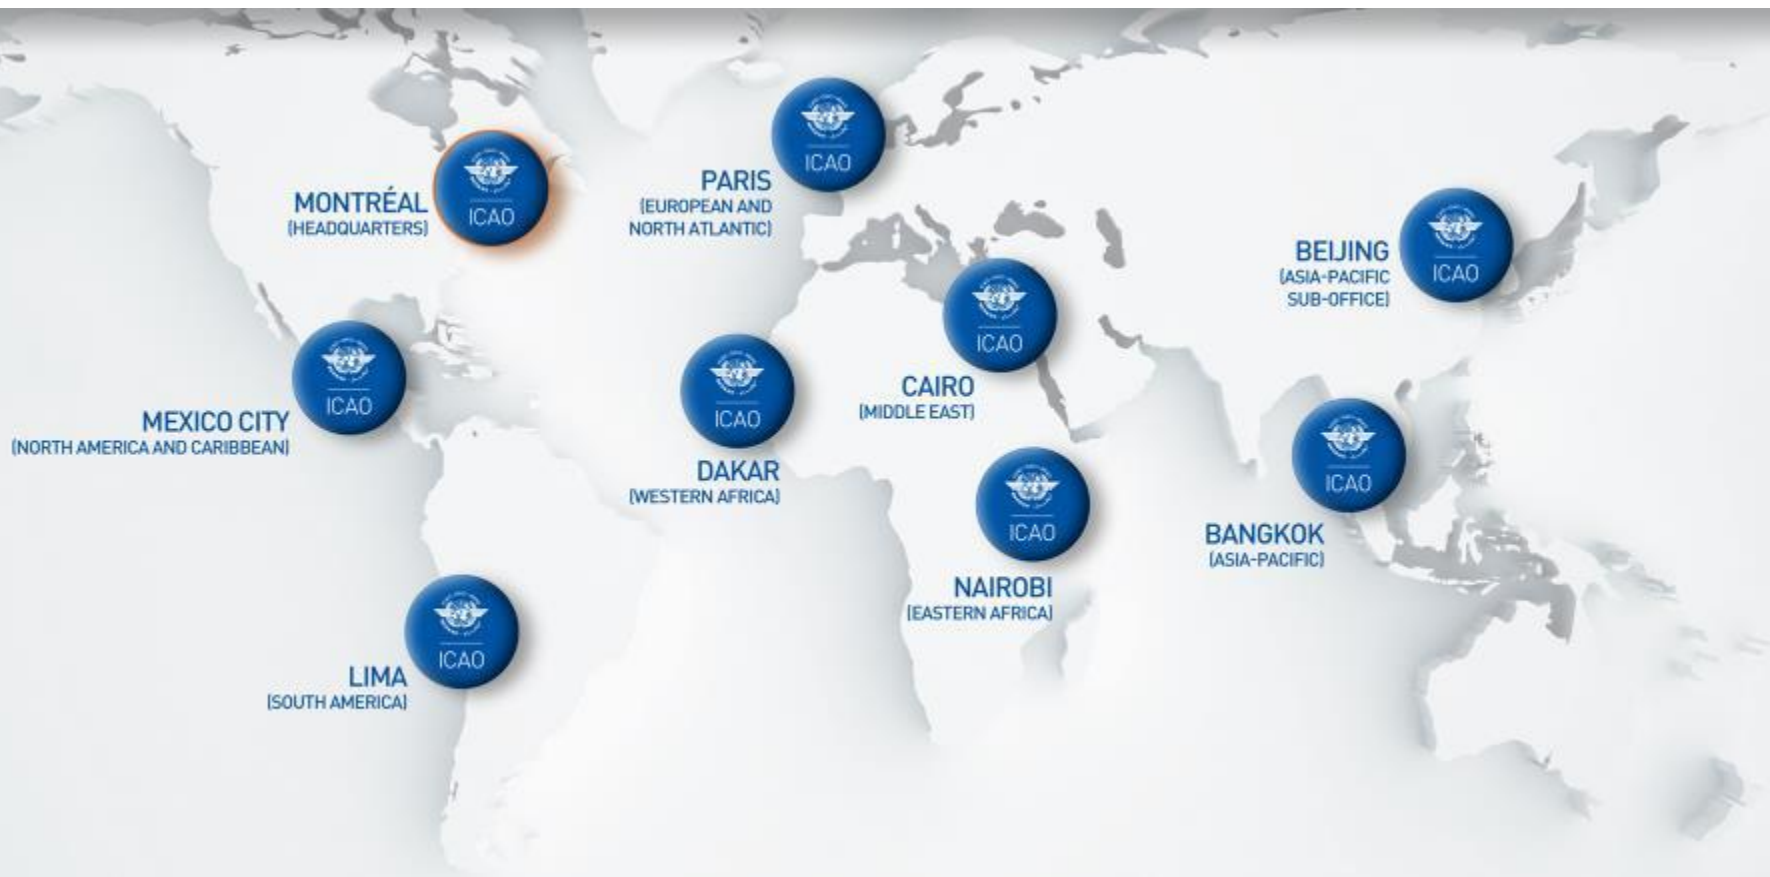 ICAO
PARIS
(EUROPEAN AND
NORTH ATLANTIC)
ICAO
MONTRÉAL
(HEADQUARTERS)
ICAO
BEIJING
(ASIA-PACIFIC
SUB-OFFICE)
ICAO
CAIRO
(MIDDLE EAST)
ICAO
MEXICO CITY
(NORTH AMERICA AND CARIBBEAN)
ICAO
DAKAR
(WESTERN AFRICA)
ICAO
BANGKOK
(ASIA-PACIFIC)
ICAO
NAIROBI
(EASTERN AFRICA)
ICAO
LIMA
(SOUTH AMERICA)